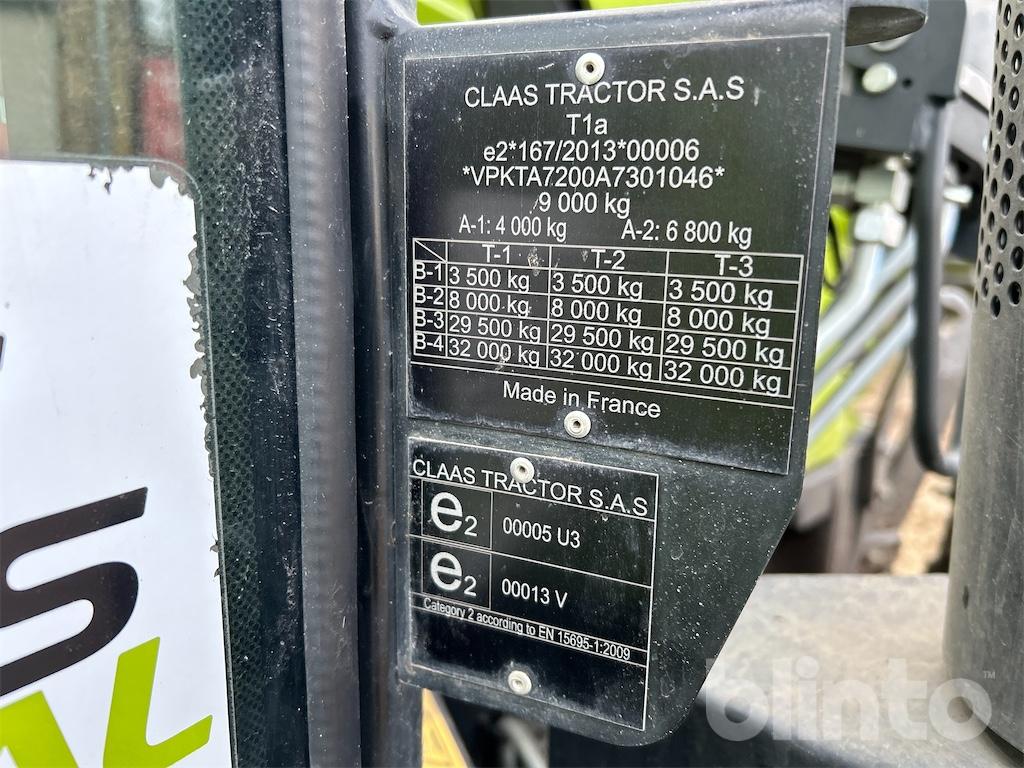 CLAAS TRACTOR S.A.S
T1a
e2*167/2013*00006
*VPKTA7200A7301046*
9 000 kg
A-1: 4 000 kg A-2: 6 800 kg
T-1 T-2 T-3
B-1 3 500 kg 3 500 kg 3 500 kg
B-2 8 000 kg 8 000 kg 8 000 kg
B-3 29 500 kg 29 500 kg 29 500 kg
B-4 32 000 kg 32 000 kg 32 000 kg
Made in France
CLAAS TRACTOR S.A.S
e2 00005 U3
e2 00013 V
Category 2 according to EN 15695-1:2009
S
blinto™